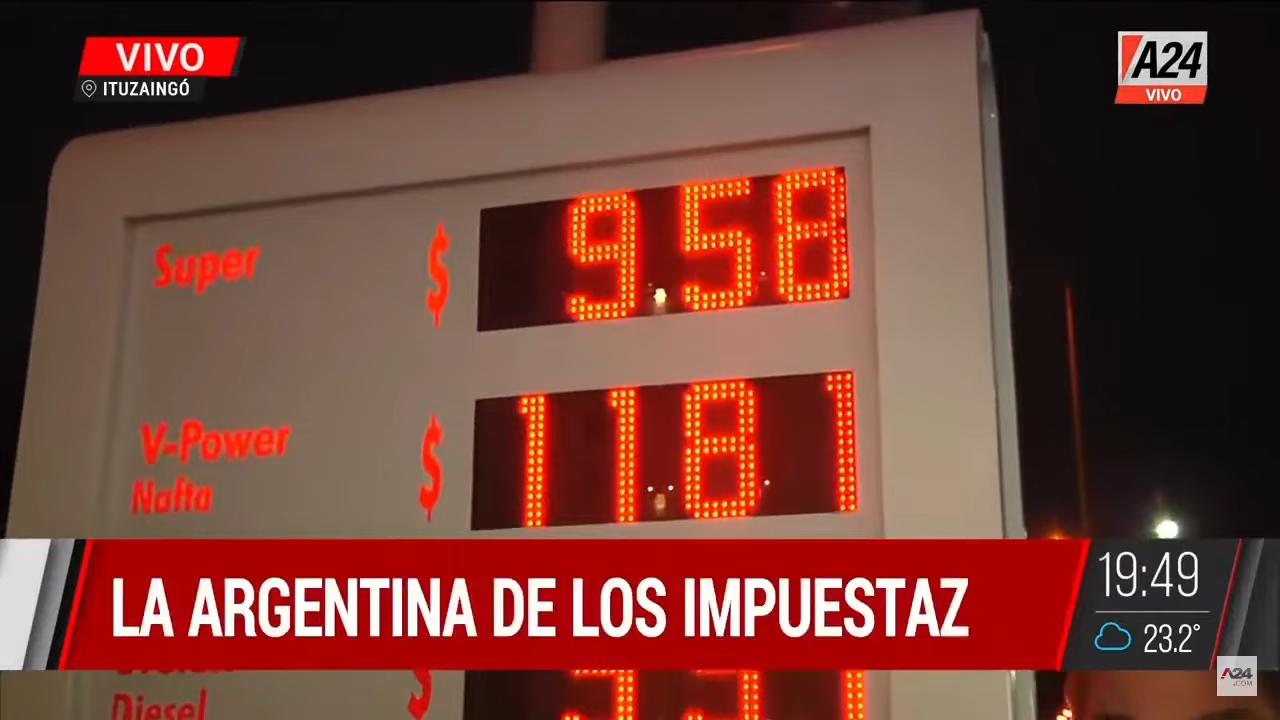 VIVO
ITUZAINGÓ
A24
VIVO
Super $ 958
V-Power $ 1181
Nafta
LA ARGENTINA DE LOS IMPUESTAZ
19:49
23.2°
Diesel $
A24
.COM